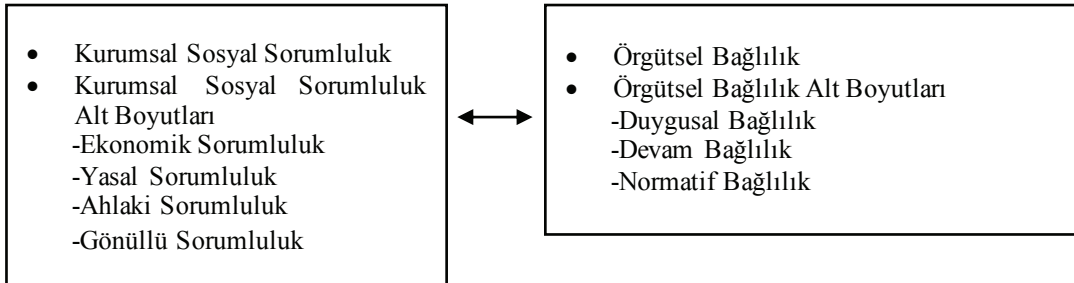 • Kurumsal Sosyal Sorumluluk
• Kurumsal Sosyal Sorumluluk
Alt Boyutları
-Ekonomik Sorumluluk
-Yasal Sorumluluk
-Ahlaki Sorumluluk
-Gönüllü Sorumluluk
• Örgütsel Bağlılık
• Örgütsel Bağlılık Alt Boyutları
-Duygusal Bağlılık
-Devam Bağlılık
-Normatif Bağlılık